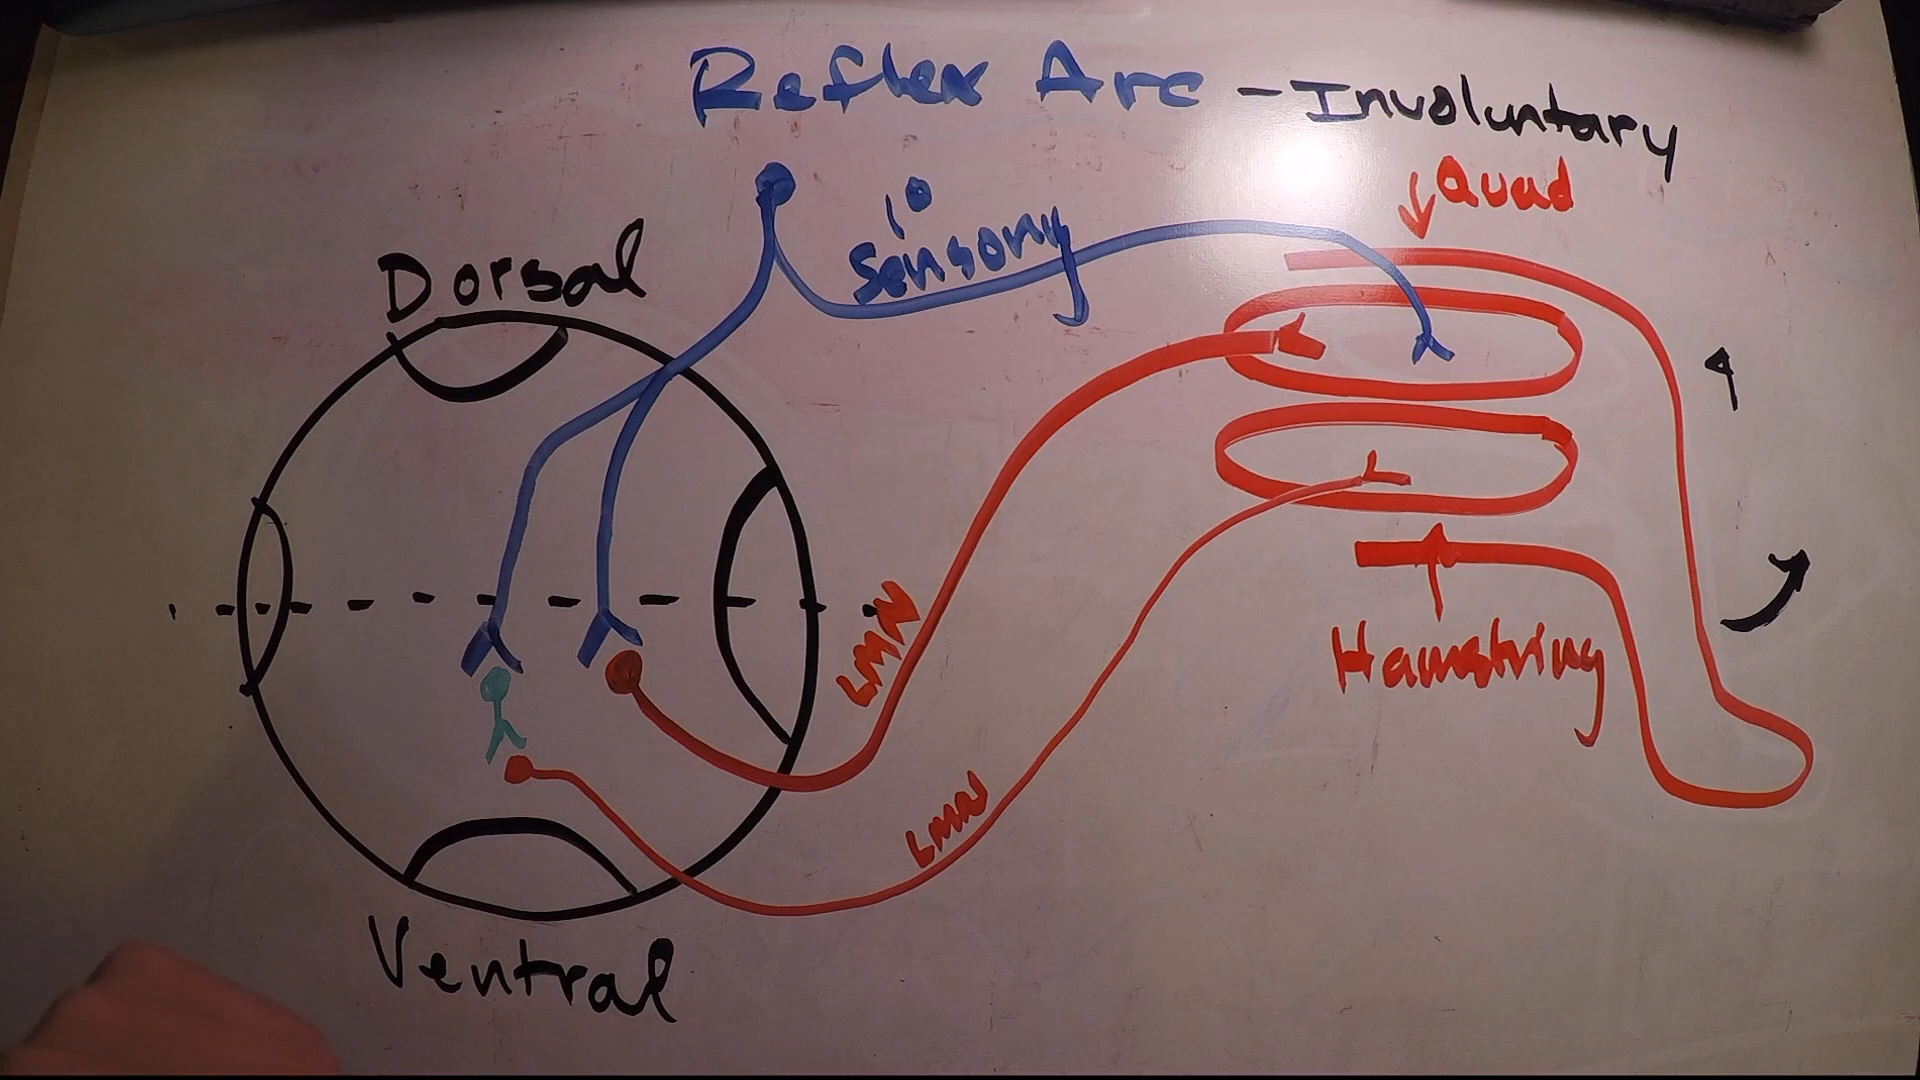 Reflex Arc - Involuntary
Quad
1°
Sensory
Dorsal
LMN
Hamstring
LMN
Ventral